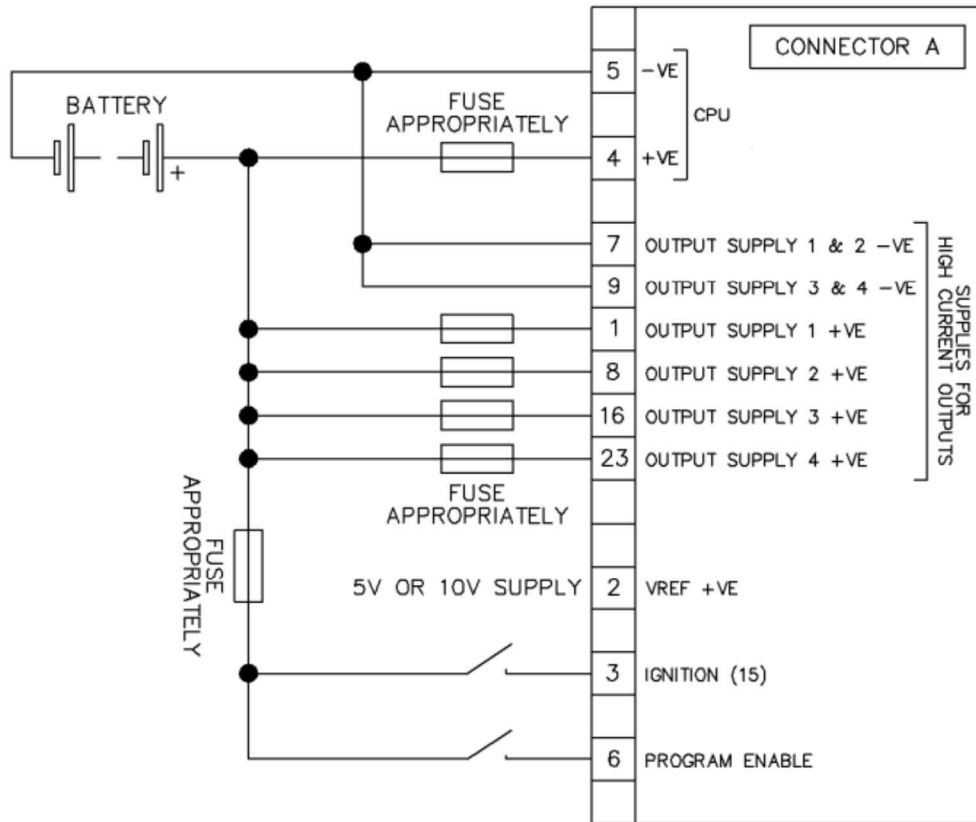 CONNECTOR A
5 -VE
CPU
BATTERY
+
FUSE
APPROPRIATELY
4 +VE
7 OUTPUT SUPPLY 1 & 2 -VE
9 OUTPUT SUPPLY 3 & 4 -VE
1 OUTPUT SUPPLY 1 +VE
8 OUTPUT SUPPLY 2 +VE
16 OUTPUT SUPPLY 3 +VE
23 OUTPUT SUPPLY 4 +VE
SUPPLIES FOR
HIGH CURRENT OUTPUTS
FUSE
APPROPRIATELY
FUSE
APPROPRIATELY
5V OR 10V SUPPLY 2 VREF +VE
3 IGNITION (15)
6 PROGRAM ENABLE